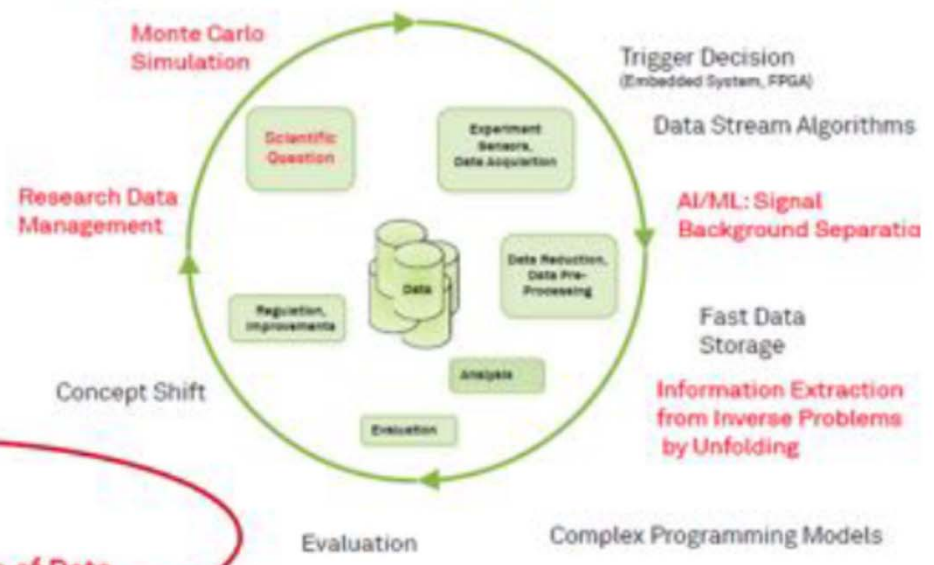 Monte Carlo
Simulation
Trigger Decision
(Embedded System, FPGA)
Data Stream Algorithms
Scientific
Question
Experiment
Sensors,
Data Acquisition
Research Data
Management
AI/ML: Signal
Background Separatio
Data Reduction,
Data Pre-
Processing
Data
Regulation,
Improvements
Fast Data
Storage
Analysis
Concept Shift
Information Extraction
from Inverse Problems
by Unfolding
Evaluation
Evaluation
Complex Programming Models
of Data